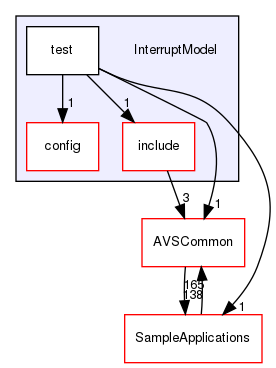 test
InterruptModel
1
1
config
include
3
1
AVSCommon
165
138
1
SampleApplications